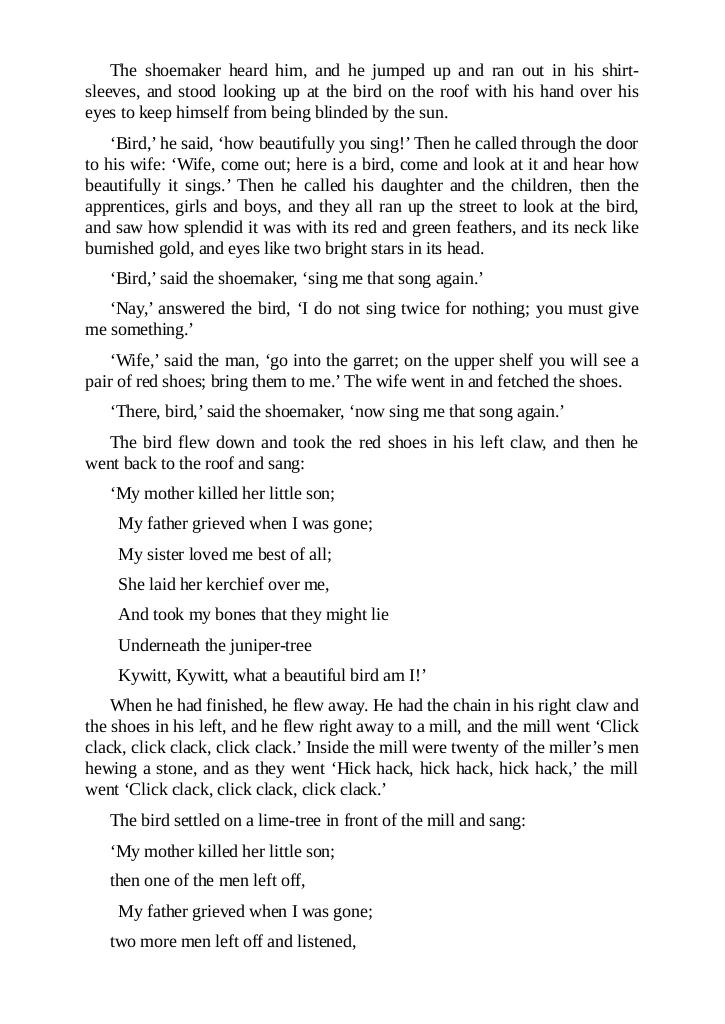 The shoemaker heard him, and he jumped up and ran out in his shirt-
sleeves, and stood looking up at the bird on the roof with his hand over his
eyes to keep himself from being blinded by the sun.
‘Bird,’ he said, ‘how beautifully you sing!’ Then he called through the door
to his wife: ‘Wife, come out; here is a bird, come and look at it and hear how
beautifully it sings.’ Then he called his daughter and the children, then the
apprentices, girls and boys, and they all ran up the street to look at the bird,
and saw how splendid it was with its red and green feathers, and its neck like
burnished gold, and eyes like two bright stars in its head.
‘Bird,’ said the shoemaker, ‘sing me that song again.’
‘Nay,’ answered the bird, ‘I do not sing twice for nothing; you must give
me something.’
‘Wife,’ said the man, ‘go into the garret; on the upper shelf you will see a
pair of red shoes; bring them to me.’ The wife went in and fetched the shoes.
‘There, bird,’ said the shoemaker, ‘now sing me that song again.’
The bird flew down and took the red shoes in his left claw, and then he
went back to the roof and sang:
‘My mother killed her little son;
My father grieved when I was gone;
My sister loved me best of all;
She laid her kerchief over me,
And took my bones that they might lie
Underneath the juniper-tree
Kywitt, Kywitt, what a beautiful bird am I!’
When he had finished, he flew away. He had the chain in his right claw and
the shoes in his left, and he flew right away to a mill, and the mill went ‘Click
clack, click clack, click clack.’ Inside the mill were twenty of the miller’s men
hewing a stone, and as they went ‘Hick hack, hick hack, hick hack,’ the mill
went ‘Click clack, click clack, click clack.’
The bird settled on a lime-tree in front of the mill and sang:
‘My mother killed her little son;
then one of the men left off,
My father grieved when I was gone;
two more men left off and listened,